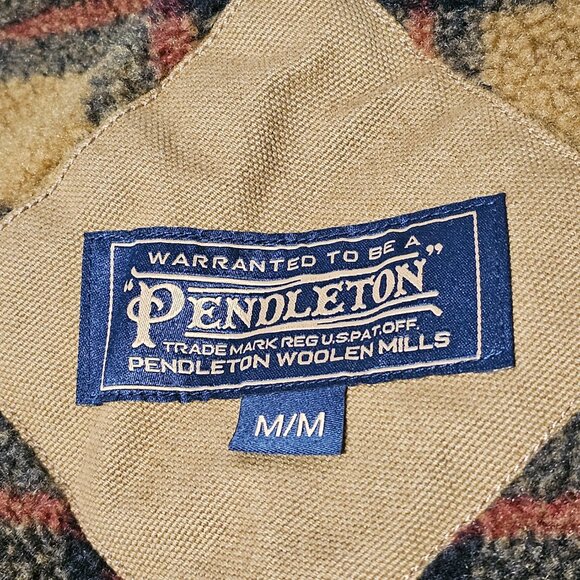 WARRANTED TO BE A
"PENDLETON"
TRADE MARK REG U.S.PAT.OFF.
PENDLETON WOOLEN MILLS
M/M